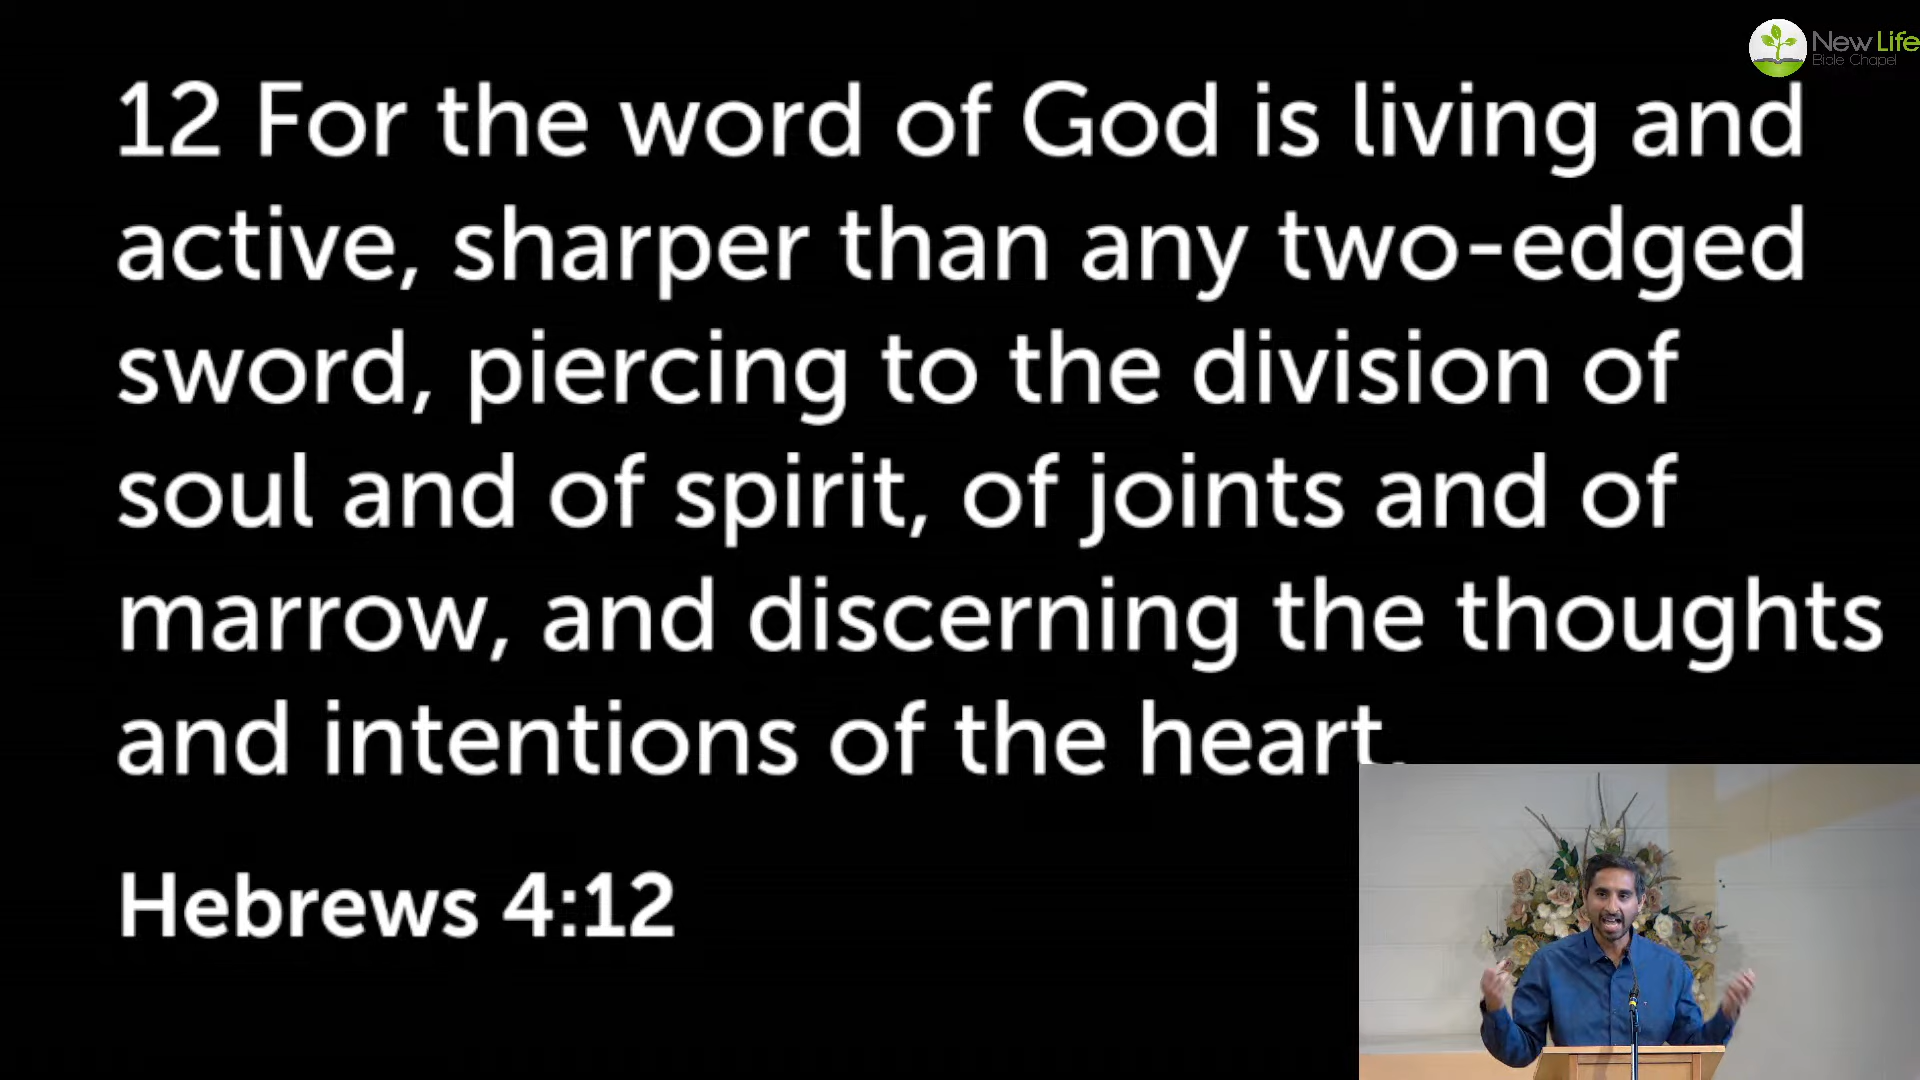 New Life
Bible Chapel
12 For the word of God is living and
active, sharper than any two-edged
sword, piercing to the division of
soul and of spirit, of joints and of
marrow, and discerning the thoughts
and intentions of the heart.
Hebrews 4:12